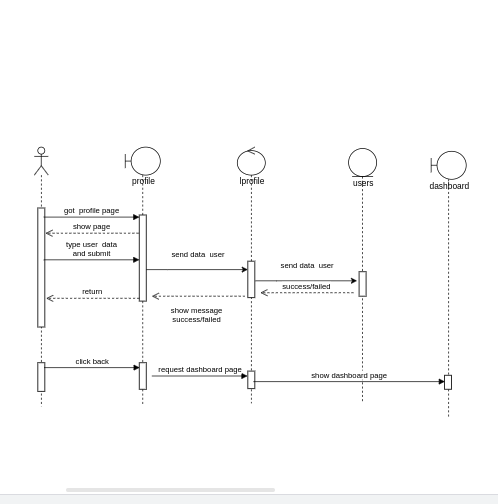 profile
lprofile
users
dashboard
got profile page
show page
type user data
and submit
send data user
send data user
success/failed
return
show message
success/failed
click back
request dashboard page
show dashboard page